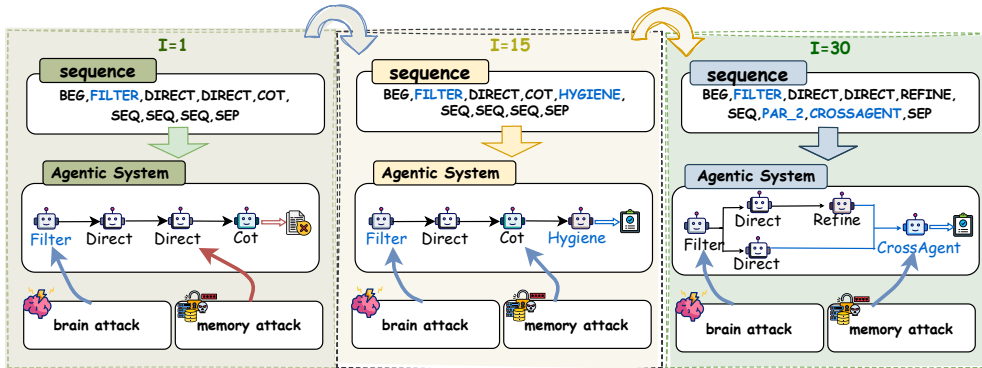 I=1
sequence
BEG,FILTER,DIRECT,DIRECT,COT,
SEQ,SEQ,SEQ,SEP
Agentic System
Filter
Direct
Direct
Cot
brain attack
memory attack
I=15
sequence
BEG,FILTER,DIRECT,COT,HYGIENE,
SEQ,SEQ,SEQ,SEP
Agentic System
Filter
Direct
Cot
Hygiene
brain attack
memory attack
I=30
sequence
BEG,FILTER,DIRECT,DIRECT,REFINE,
SEQ,PAR_2,CROSSAGENT,SEP
Agentic System
Direct
Refine
Filter
CrossAgent
Direct
brain attack
memory attack